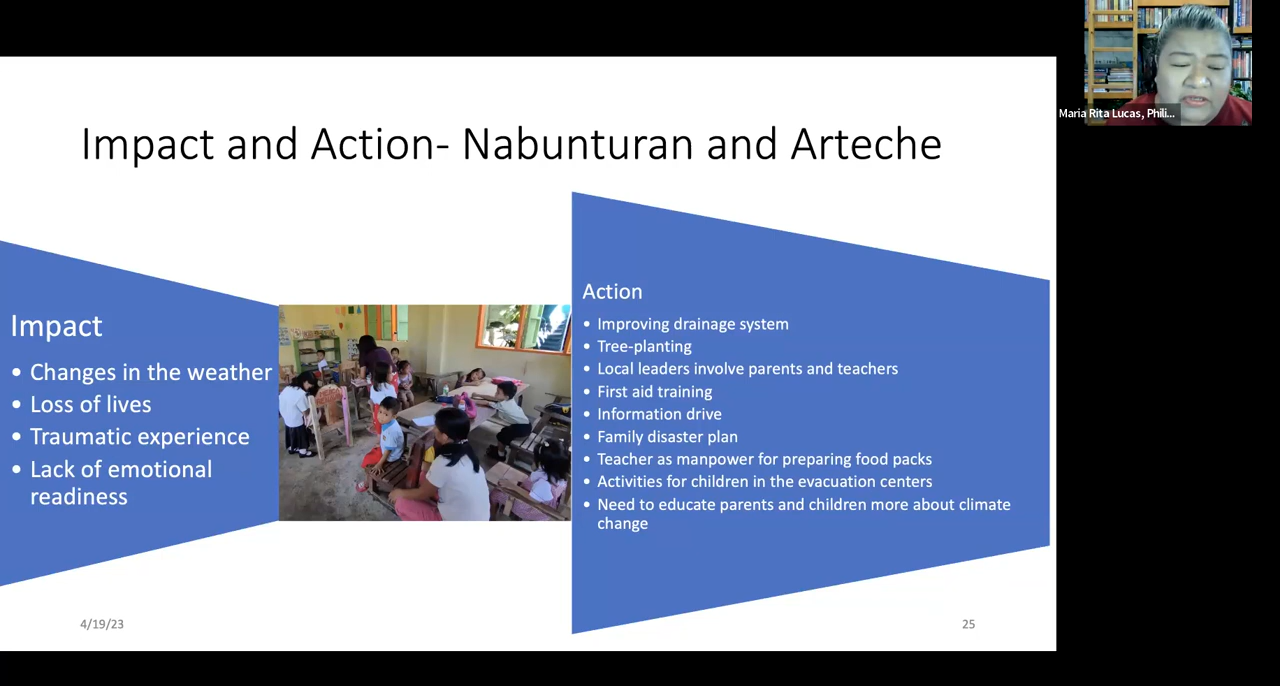 Impact and Action- Nabunturan and Arteche
Impact
• Changes in the weather
• Loss of lives
• Traumatic experience
• Lack of emotional
readiness
Action
• Improving drainage system
• Tree-planting
• Local leaders involve parents and teachers
• First aid training
• Information drive
• Family disaster plan
• Teacher as manpower for preparing food packs
• Activities for children in the evacuation centers
• Need to educate parents and children more about climate
change
4/19/23
25
Maria Rita Lucas, Phili...